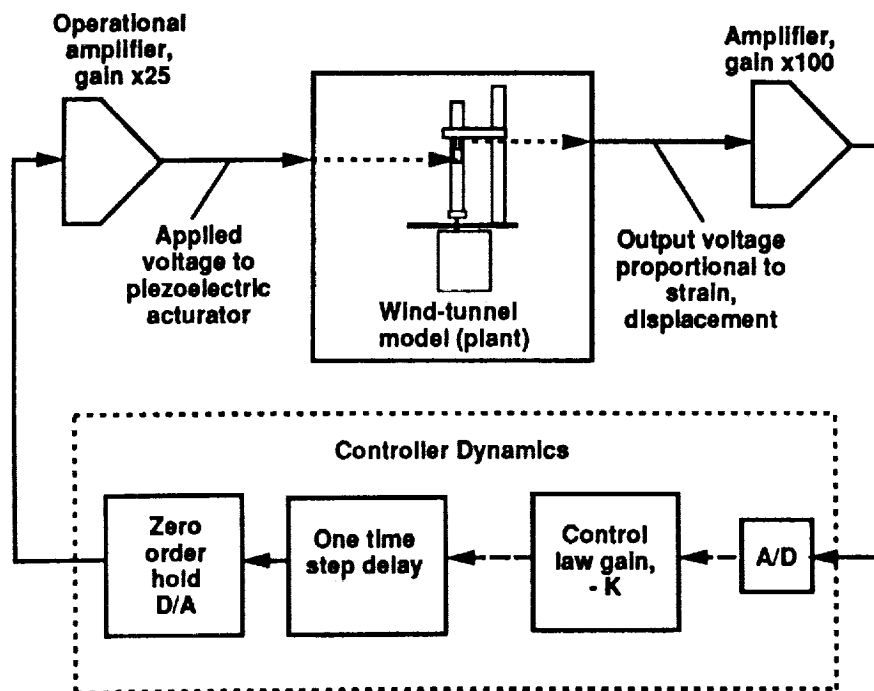 Operational
amplifier,
gain x25
Amplifier,
gain x100
Applied
voltage to
piezoelectric
acturator
Wind-tunnel
model (plant)
Output voltage
proportional to
strain,
displacement
Controller Dynamics
Zero
order
hold
D/A
One time
step delay
Control
law gain,
- K
A/D